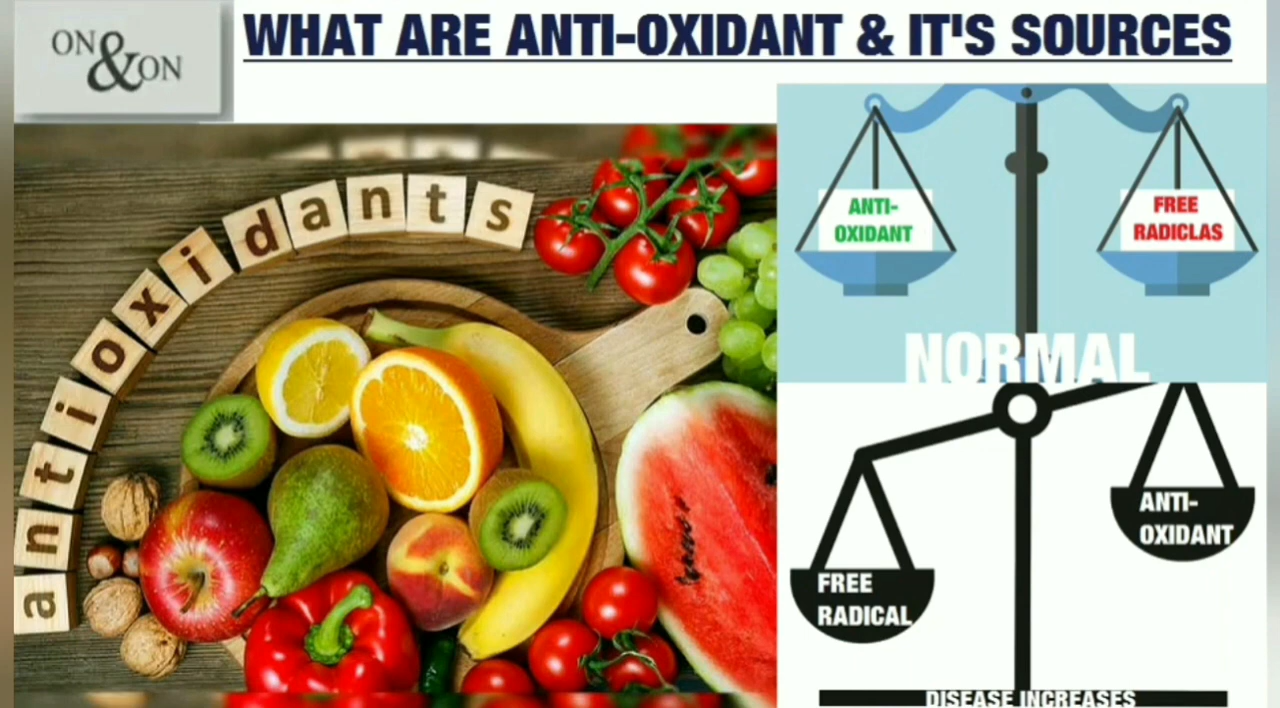 ON & ON
WHAT ARE ANTI-OXIDANT & IT'S SOURCES
antioxidants
ANTI-
OXIDANT
FREE
RADICLAS
NORMAL
FREE
RADICAL
ANTI-
OXIDANT
DISEASE INCREASES